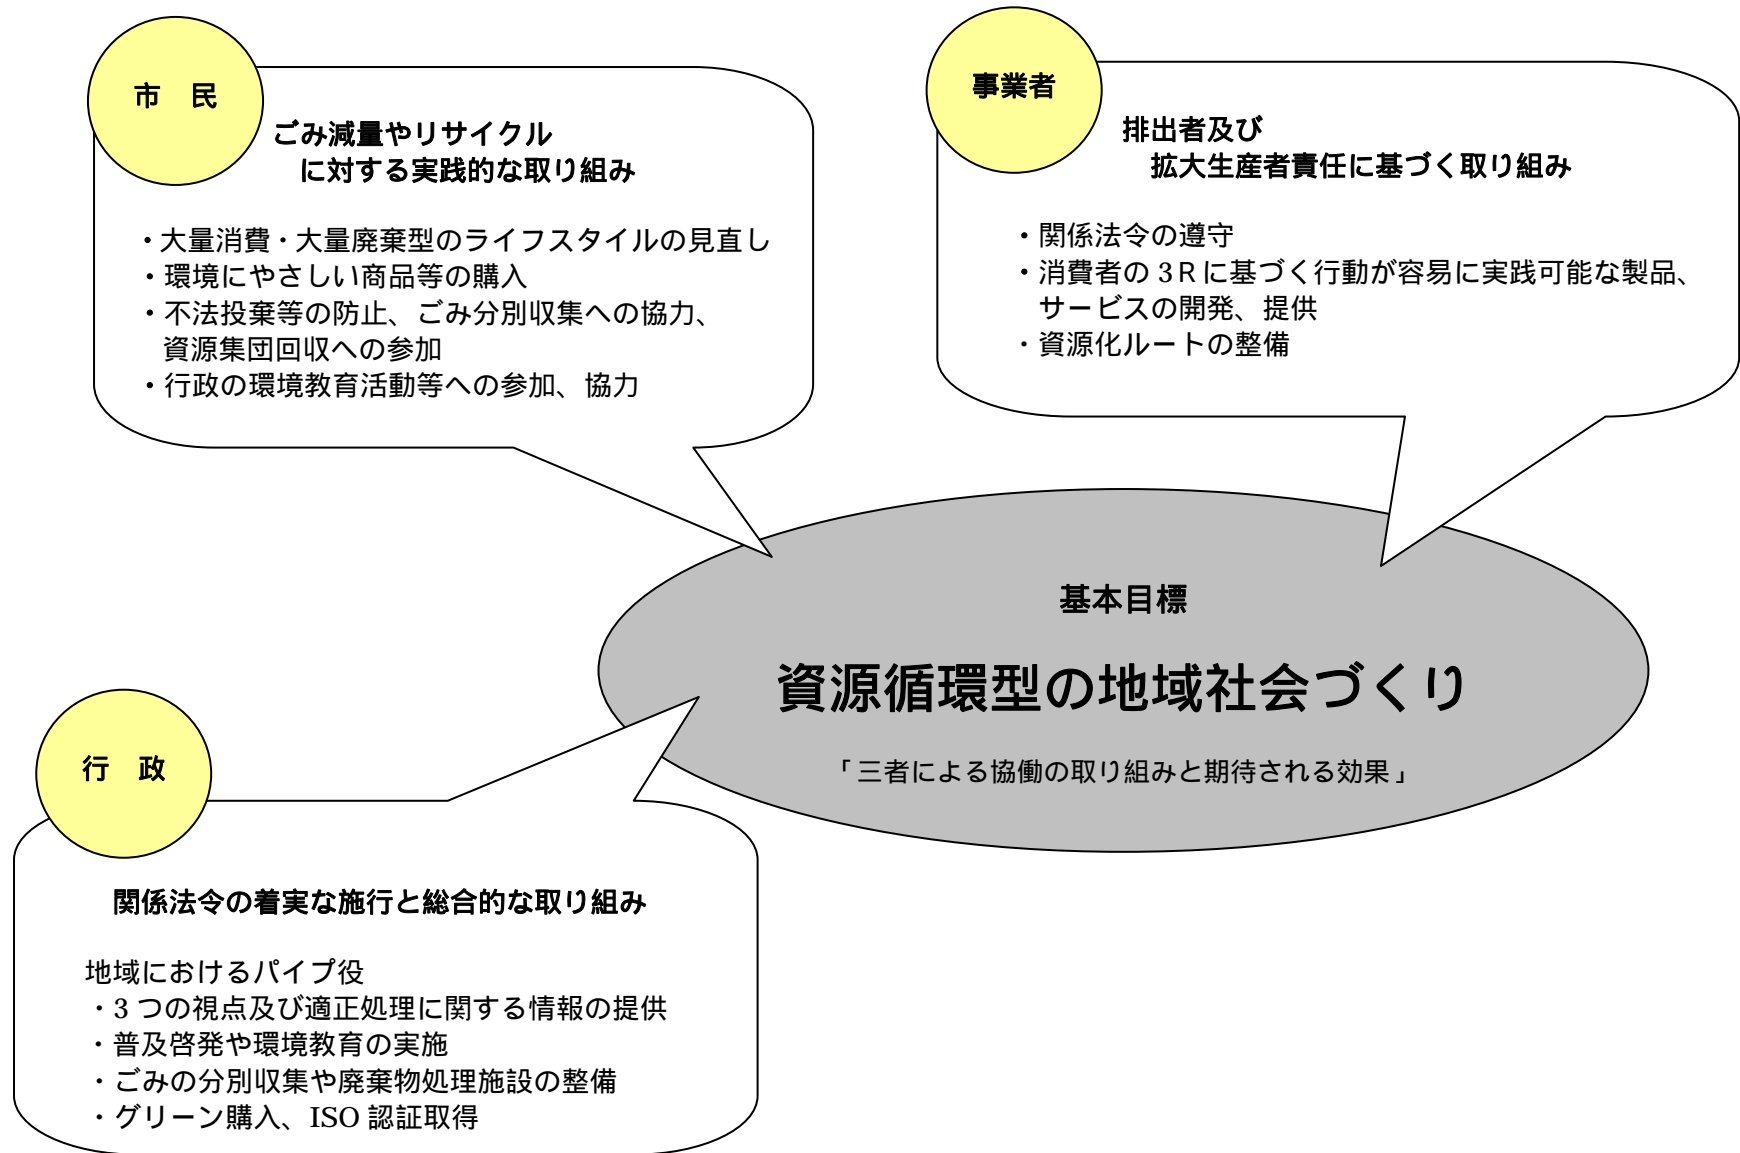 市　民
ごみ減量やリサイクル
に対する実践的な取り組み
・大量消費・大量廃棄型のライフスタイルの見直し
・環境にやさしい商品等の購入
・不法投棄等の防止、ごみ分別収集への協力、
資源集団回収への参加
・行政の環境教育活動等への参加、協力
事業者
排出者及び
拡大生産者責任に基づく取り組み
・関係法令の遵守
・消費者の3Rに基づく行動が容易に実践可能な製品、
サービスの開発、提供
・資源化ルートの整備
基本目標
資源循環型の地域社会づくり
「三者による協働の取り組みと期待される効果」
行　政
関係法令の着実な施行と総合的な取り組み
地域におけるパイプ役
・3つの視点及び適正処理に関する情報の提供
・普及啓発や環境教育の実施
・ごみの分別収集や廃棄物処理施設の整備
・グリーン購入、ISO認証取得